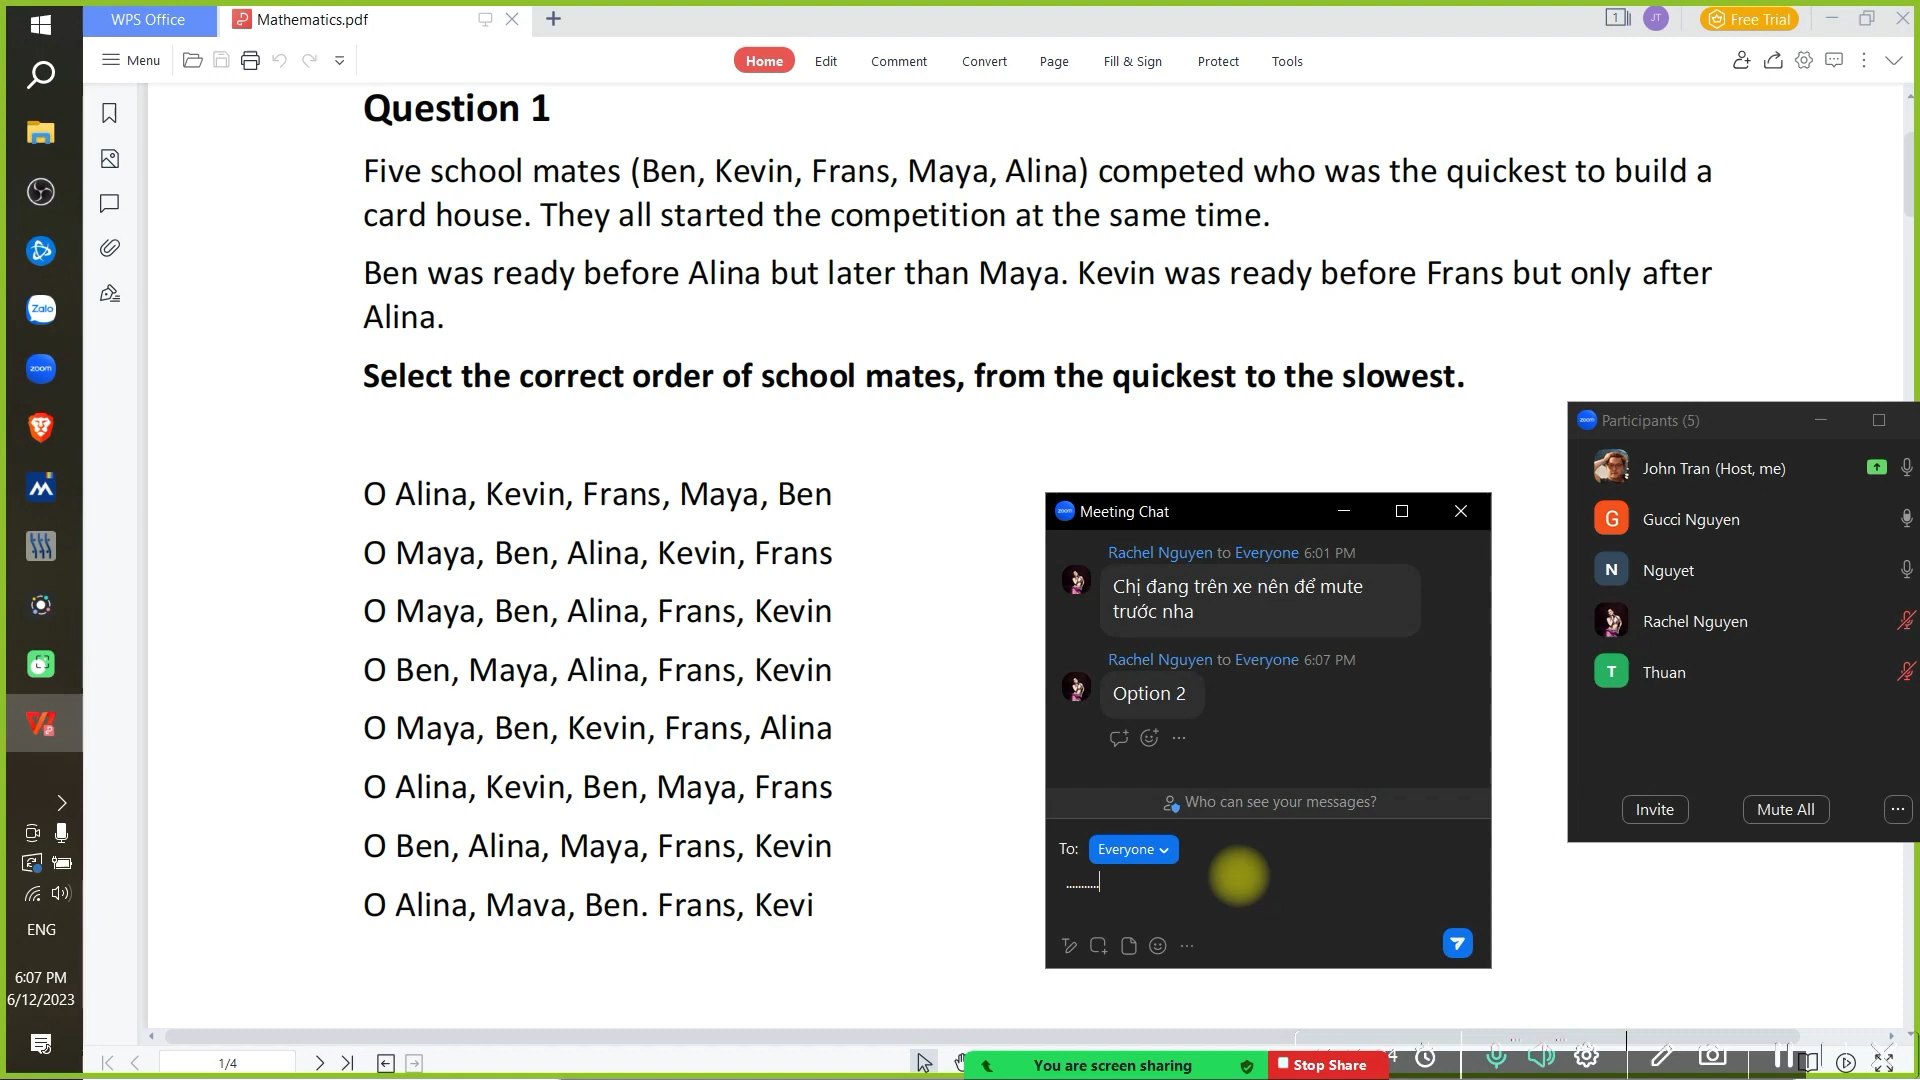 WPS Office
Mathematics.pdf
1
JT
Free Trial
Menu
Home
Edit
Comment
Convert
Page
Fill & Sign
Protect
Tools
Question 1
Five school mates (Ben, Kevin, Frans, Maya, Alina) competed who was the quickest to build a
card house. They all started the competition at the same time.
Ben was ready before Alina but later than Maya. Kevin was ready before Frans but only after
Alina.
Select the correct order of school mates, from the quickest to the slowest.
O Alina, Kevin, Frans, Maya, Ben
O Maya, Ben, Alina, Kevin, Frans
O Maya, Ben, Alina, Frans, Kevin
O Ben, Maya, Alina, Frans, Kevin
O Maya, Ben, Kevin, Frans, Alina
O Alina, Kevin, Ben, Maya, Frans
O Ben, Alina, Maya, Frans, Kevin
O Alina, Mava, Ben. Frans, Kevi
zoom
Meeting Chat
Rachel Nguyen to Everyone 6:01 PM
Chị đang trên xe nên để mute
trước nha
Rachel Nguyen to Everyone 6:07 PM
Option 2
Who can see your messages?
To: Everyone
...........
zoom
Participants (5)
John Tran (Host, me)
G
Gucci Nguyen
N
Nguyet
Rachel Nguyen
T
Thuan
Invite
Mute All
Zalo
zoom
ENG
6:07 PM
6/12/2023
1/4
You are screen sharing
Stop Share
4